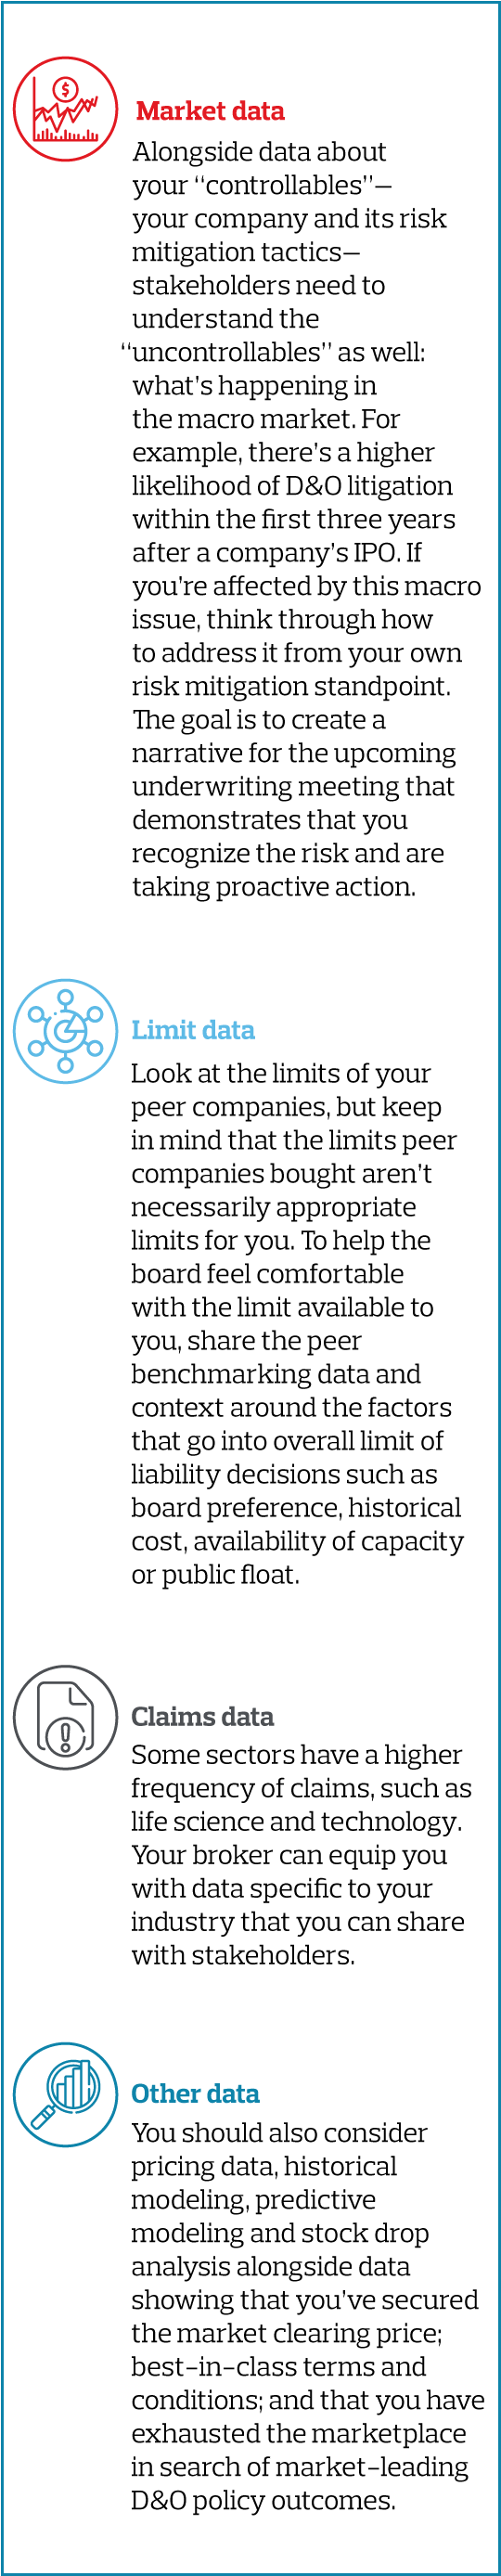 Market data
Alongside data about
your “controllables”—
your company and its risk
mitigation tactics—
stakeholders need to
understand the
“uncontrollables” as well:
what’s happening in
the macro market. For
example, there’s a higher
likelihood of D&O litigation
within the first three years
after a company’s IPO. If
you’re affected by this macro
issue, think through how
to address it from your own
risk mitigation standpoint.
The goal is to create a
narrative for the upcoming
underwriting meeting that
demonstrates that you
recognize the risk and are
taking proactive action.
Limit data
Look at the limits of your
peer companies, but keep
in mind that the limits peer
companies bought aren’t
necessarily appropriate
limits for you. To help the
board feel comfortable
with the limit available to
you, share the peer
benchmarking data and
context around the factors
that go into overall limit of
liability decisions such as
board preference, historical
cost, availability of capacity
or public float.
Claims data
Some sectors have a higher
frequency of claims, such as
life science and technology.
Your broker can equip you
with data specific to your
industry that you can share
with stakeholders.
Other data
You should also consider
pricing data, historical
modeling, predictive
modeling and stock drop
analysis alongside data
showing that you’ve secured
the market clearing price;
best-in-class terms and
conditions; and that you have
exhausted the marketplace
in search of market-leading
D&O policy outcomes.